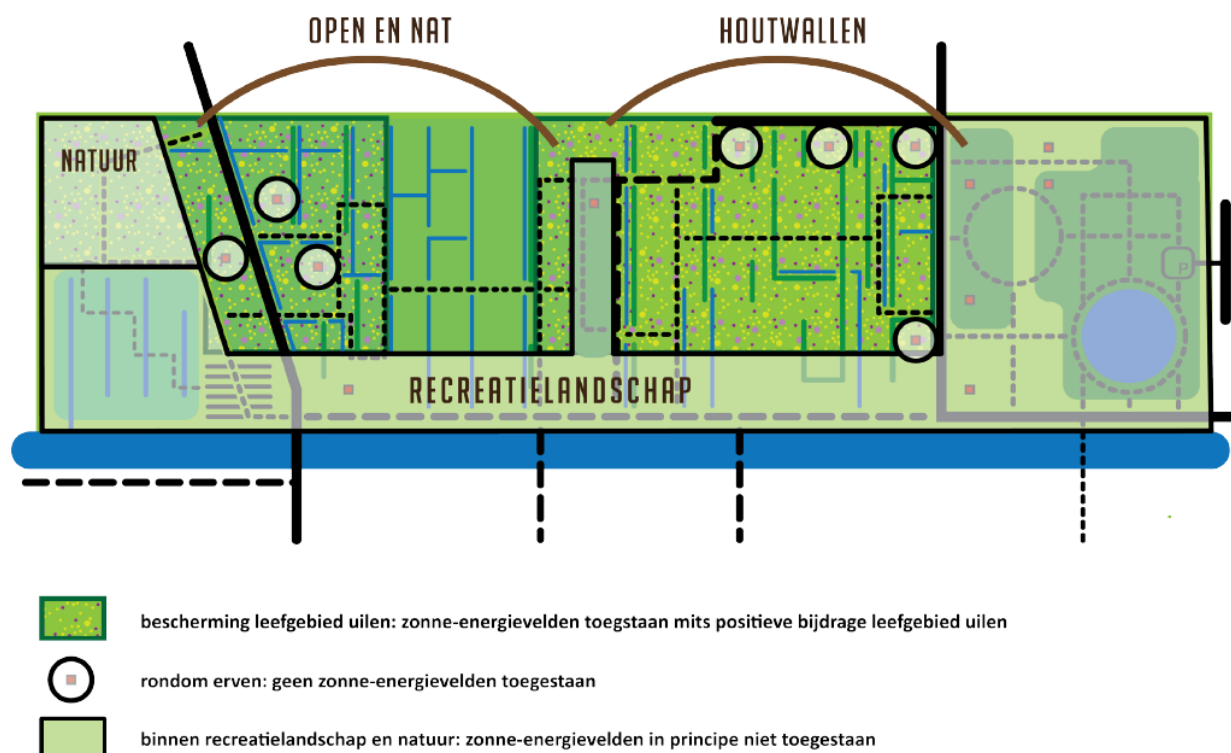 OPEN EN NAT
HOUTWALLEN
NATUUR
P
RECREATIELANDSCHAP
bescherming leefgebied uilen: zonne-energievelden toegstaan mits positieve bijdrage leefgebied uilen
rondom erven: geen zonne-energievelden toegestaan
binnen recreatielandschap en natuur: zonne-energievelden in principe niet toegestaan